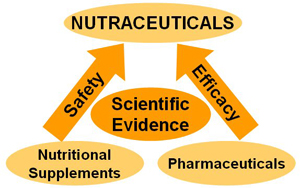 NUTRACEUTICALS
Safety
Efficacy
Scientific
Evidence
Nutritional
Supplements
Pharmaceuticals